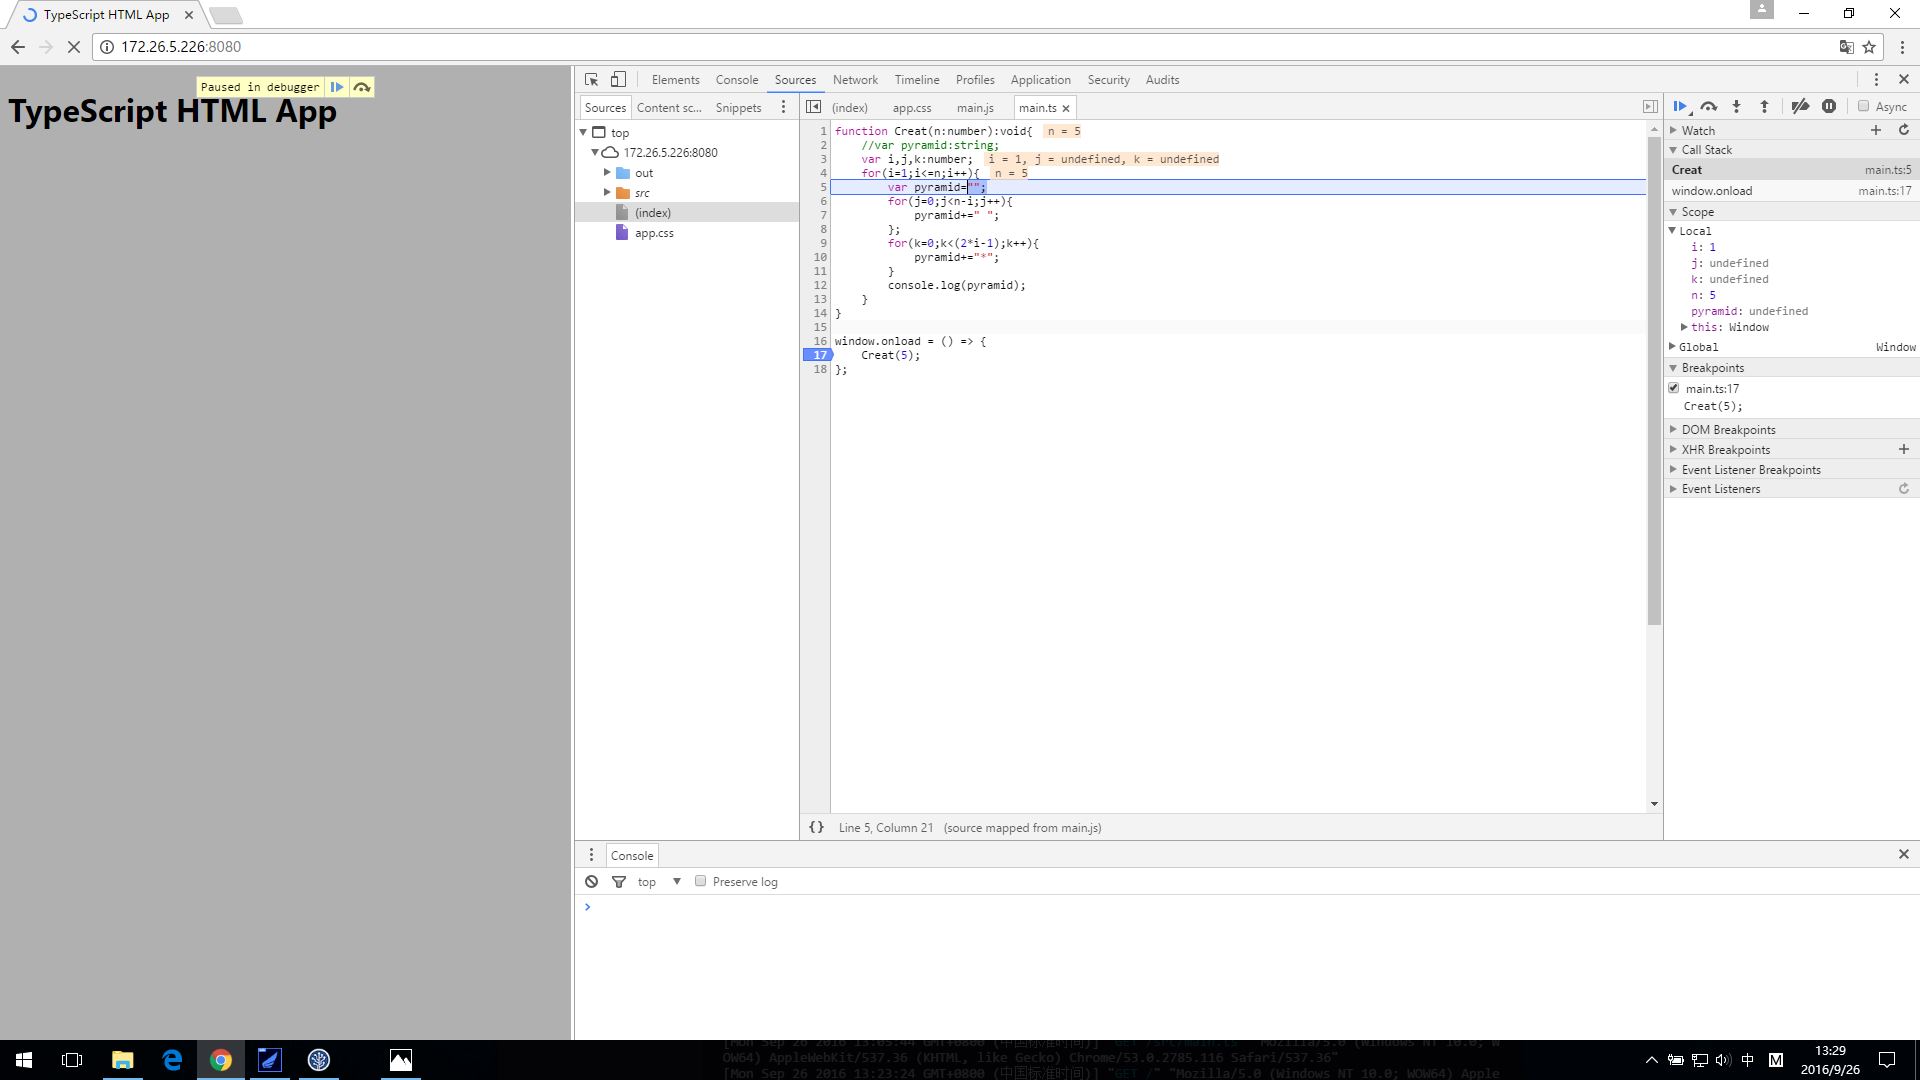 TypeScript HTML App
172.26.5.226:8080
Paused in debugger
TypeScript HTML App
Elements Console Sources Network Timeline Profiles Application Security Audits
Sources Content sc... Snippets
(index) app.css main.js main.ts
Async
top
172.26.5.226:8080
out
src
(index)
app.css
1 function Creat(n:number):void{ n = 5
2 //var pyramid:string;
3 var i,j,k:number; i = 1, j = undefined, k = undefined
4 for(i=1;i<=n;i++){ n = 5
5 var pyramid="";
6 for(j=0;j<n-i;j++){
7 pyramid+=" ";
8 };
9 for(k=0;k<(2*i-1);k++){
10 pyramid+="*";
11 }
12 console.log(pyramid);
13 }
14 }
15
16 window.onload = () => {
17 Creat(5);
18 };
{} Line 5, Column 21 (source mapped from main.js)
Watch
Call Stack
Creat main.ts:5
window.onload main.ts:17
Scope
Local
i: 1
j: undefined
k: undefined
n: 5
pyramid: undefined
this: Window
Global Window
Breakpoints
main.ts:17
Creat(5);
DOM Breakpoints
XHR Breakpoints
Event Listener Breakpoints
Event Listeners
Console
top Preserve log
[Mon Sep 26 2016 13:05:44 GMT+0800 (中国标准时间)] "GET /src/main.ts" "Mozilla/5.0 (Windows NT 10.0; W
OW64) AppleWebKit/537.36 (KHTML, like Gecko) Chrome/53.0.2785.116 Safari/537.36"
[Mon Sep 26 2016 13:23:24 GMT+0800 (中国标准时间)] "GET /" "Mozilla/5.0 (Windows NT 10.0; WOW64) Apple
中 M
13:29
2016/9/26